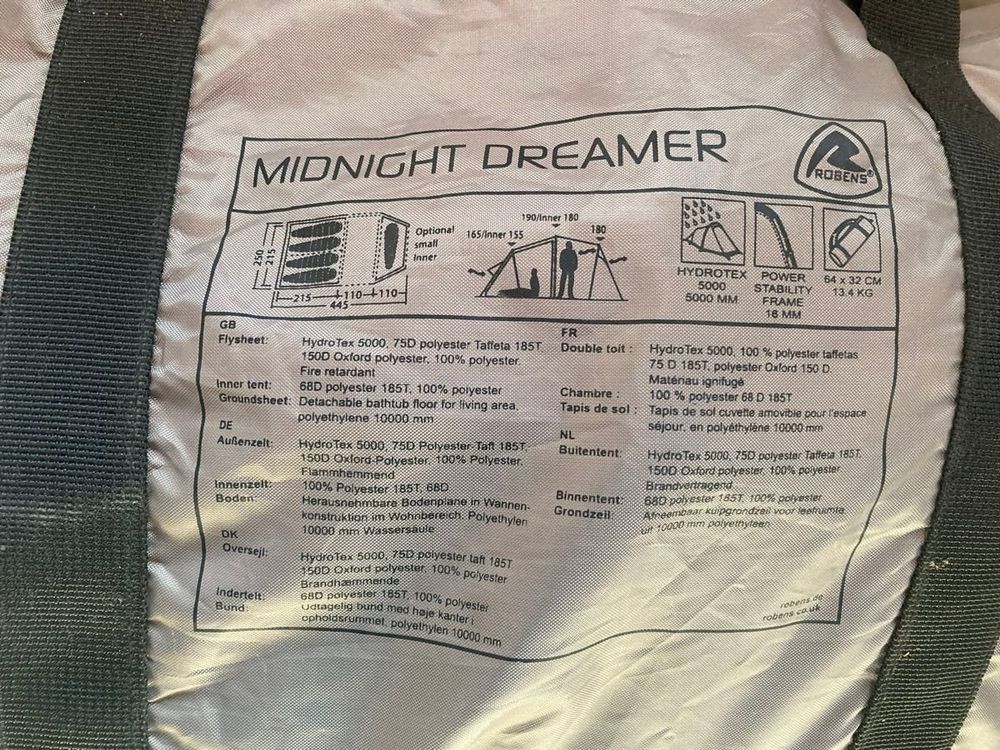 MIDNIGHT DREAMER
ROBENS®
250
215
215
110
110
445
Optional
small
Inner
190/Inner 180
165/Inner 155
180
HYDROTEX
5000
5000 MM
POWER
STABILITY
FRAME
16 MM
64 x 32 CM
13.4 KG
GB
Flysheet: HydroTex 5000, 75D polyester Taffeta 185T,
150D Oxford polyester, 100% polyester.
Fire retardant
Inner tent: 68D polyester 185T, 100% polyester
Groundsheet: Detachable bathtub floor for living area,
polyethylene 10000 mm
DE
Außenzelt: HydroTex 5000, 75D Polyester-Taft 185T,
150D Oxford-Polyester, 100% Polyester.
Flammhemmend
Innenzelt: 100% Polyester 185T, 68D
Boden: Herausnehmbare Bodenplane in Wannen-
konstruktion im Wohnbereich. Polyethylen
10000 mm Wassersäule
DK
Oversejl: HydroTex 5000, 75D polyester taft 185T
150D Oxford polyester, 100% polyester
Brandhæmmende
Indertelt: 68D polyester 185T, 100% polyester
Bund: Udtagelig bund med høje kanter i
opholdsrummet, polyethylen 10000 mm
FR
Double toit : HydroTex 5000, 100 % polyester taffetas
75 D 185T, polyester Oxford 150 D.
Matériau ignifugé
Chambre : 100 % polyester 68 D 185T
Tapis de sol : Tapis de sol cuvette amovible pour l'espace
séjour, en polyéthylène 10000 mm
NL
Buitentent: HydroTex 5000, 75D polyester Taffeta 185T,
150D Oxford polyester, 100% polyester
Brandvertragend
Binnentent: 68D polyester 185T, 100% polyester
Grondzeil: Afneembaar kuipgrondzeil voor leefruimte,
uit 10000 mm polyethyleen
robens.de
robens.co.uk